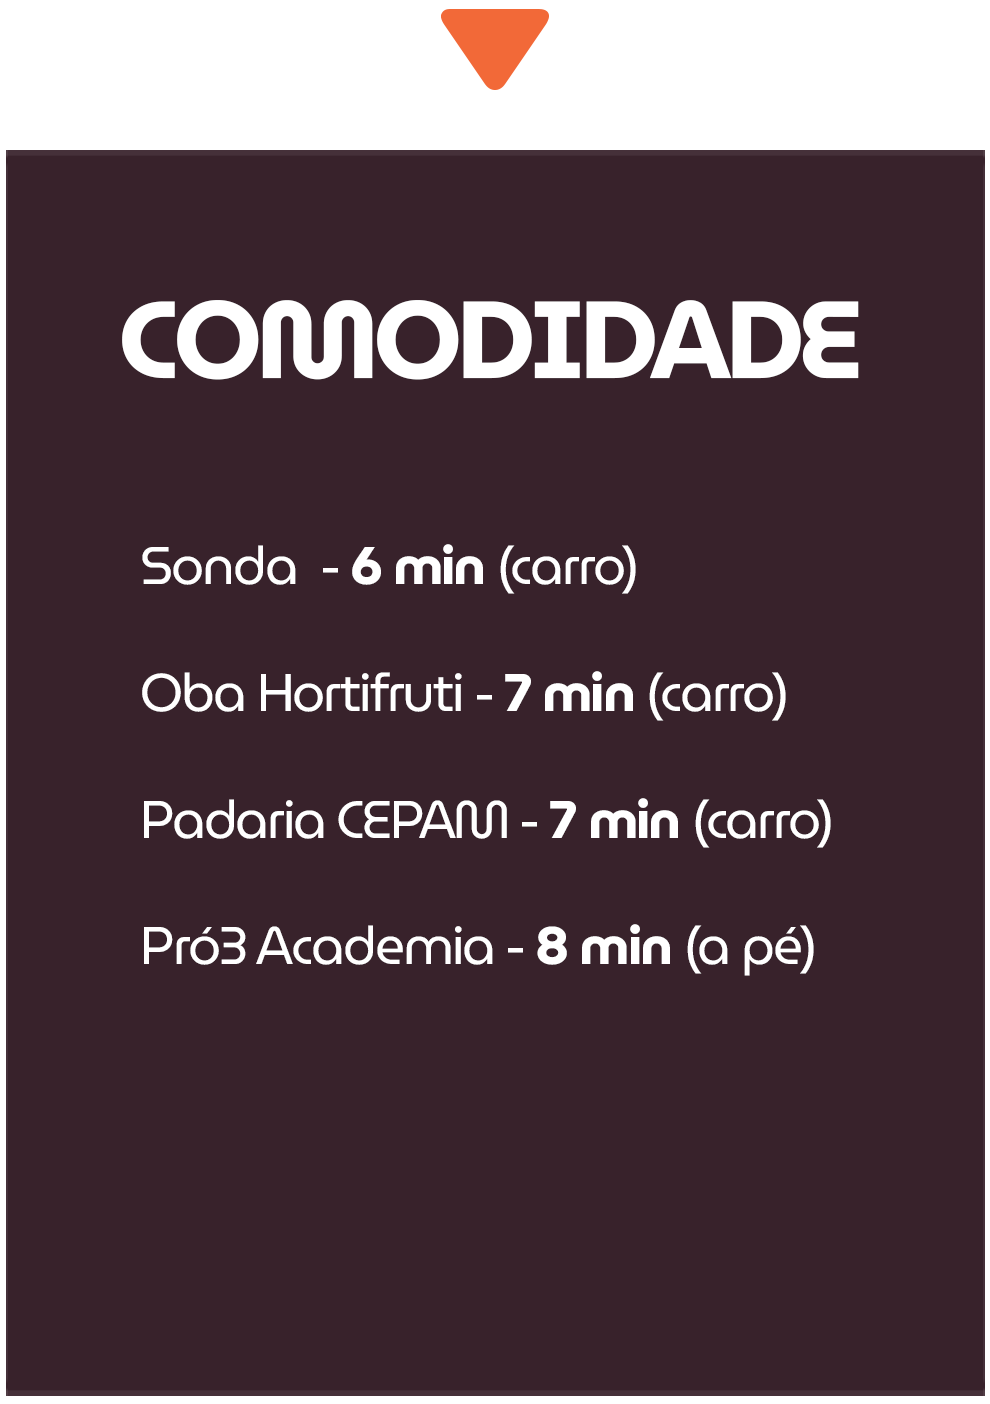 COMODIDADE
Sonda - 6 min (carro)
Oba Hortifruti - 7 min (carro)
Padaria CEPAM - 7 min (carro)
Pró3 Academia - 8 min (a pé)